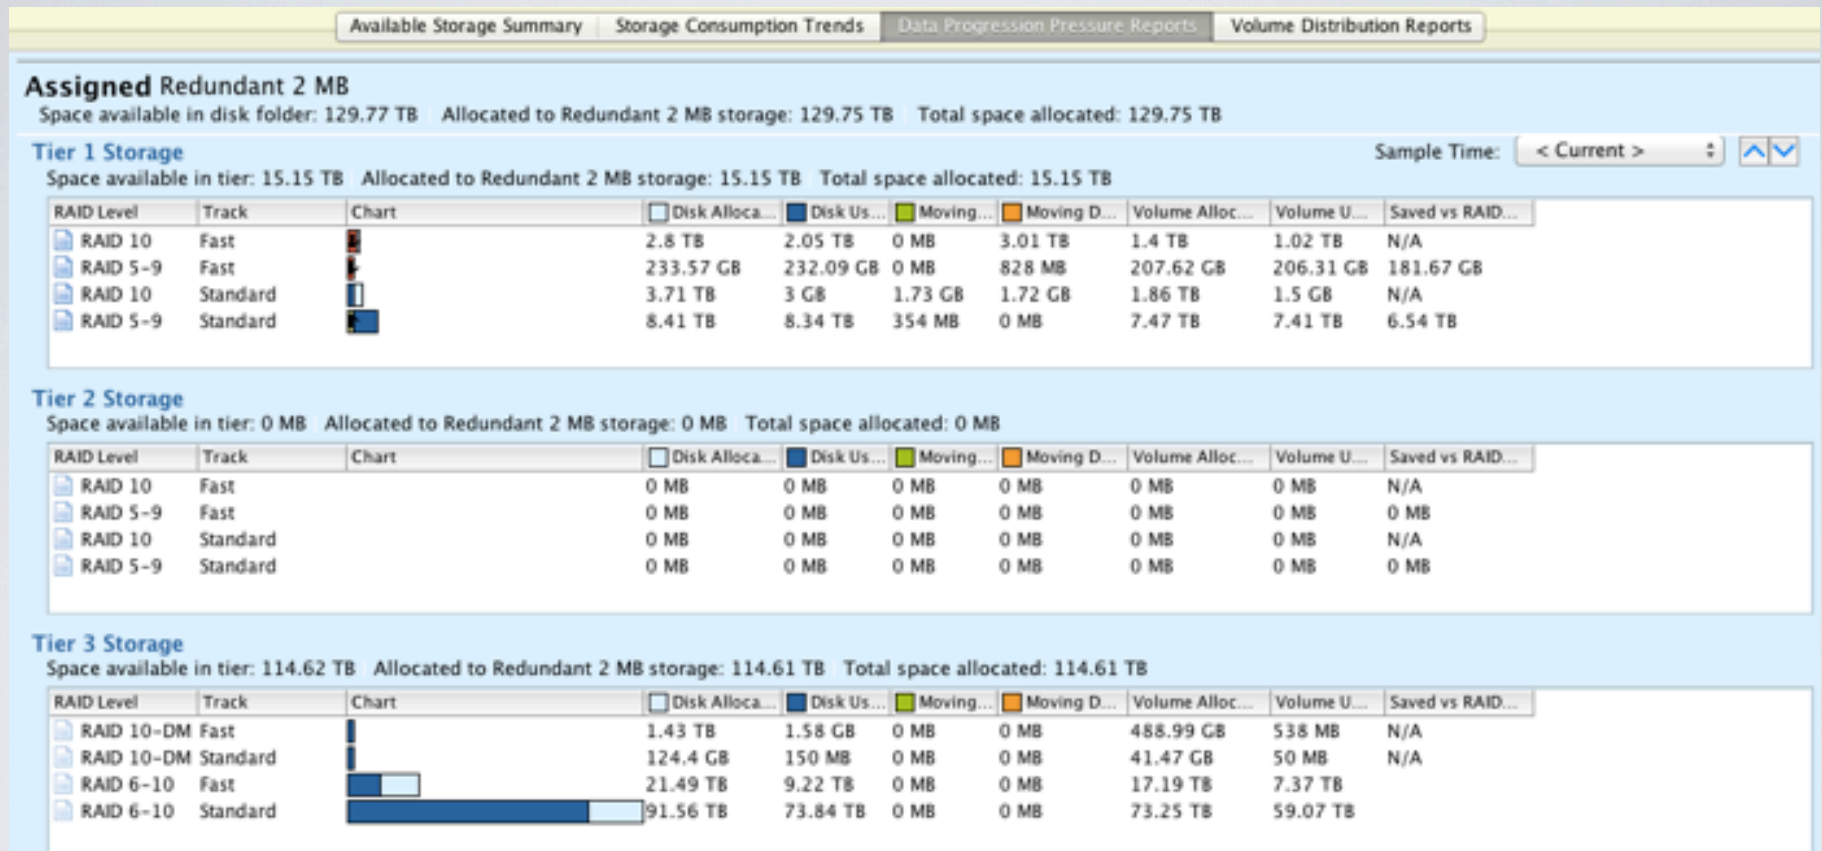 Available Storage Summary Storage Consumption Trends Data Progression Pressure Reports Volume Distribution Reports
Assigned Redundant 2 MB
Space available in disk folder: 129.77 TB Allocated to Redundant 2 MB storage: 129.75 TB Total space allocated: 129.75 TB
Tier 1 Storage Sample Time: < Current >
Space available in tier: 15.15 TB Allocated to Redundant 2 MB storage: 15.15 TB Total space allocated: 15.15 TB
RAID Level Track Chart Disk Alloca... Disk Us... Moving... Moving D... Volume Alloc... Volume U... Saved vs RAID...
RAID 10 Fast 2.8 TB 2.05 TB 0 MB 3.01 TB 1.4 TB 1.02 TB N/A
RAID 5-9 Fast 233.57 GB 232.09 GB 0 MB 828 MB 207.62 GB 206.31 GB 181.67 GB
RAID 10 Standard 3.71 TB 3 GB 1.73 GB 1.72 GB 1.86 TB 1.5 GB N/A
RAID 5-9 Standard 8.41 TB 8.34 TB 354 MB 0 MB 7.47 TB 7.41 TB 6.54 TB
Tier 2 Storage
Space available in tier: 0 MB Allocated to Redundant 2 MB storage: 0 MB Total space allocated: 0 MB
RAID Level Track Chart Disk Alloca... Disk Us... Moving... Moving D... Volume Alloc... Volume U... Saved vs RAID...
RAID 10 Fast 0 MB 0 MB 0 MB 0 MB 0 MB 0 MB N/A
RAID 5-9 Fast 0 MB 0 MB 0 MB 0 MB 0 MB 0 MB 0 MB
RAID 10 Standard 0 MB 0 MB 0 MB 0 MB 0 MB 0 MB N/A
RAID 5-9 Standard 0 MB 0 MB 0 MB 0 MB 0 MB 0 MB 0 MB
Tier 3 Storage
Space available in tier: 114.62 TB Allocated to Redundant 2 MB storage: 114.61 TB Total space allocated: 114.61 TB
RAID Level Track Chart Disk Alloca... Disk Us... Moving... Moving D... Volume Alloc... Volume U... Saved vs RAID...
RAID 10-DM Fast 1.43 TB 1.58 GB 0 MB 0 MB 488.99 GB 538 MB N/A
RAID 10-DM Standard 124.4 GB 150 MB 0 MB 0 MB 41.47 GB 50 MB N/A
RAID 6-10 Fast 21.49 TB 9.22 TB 0 MB 0 MB 17.19 TB 7.37 TB
RAID 6-10 Standard 91.56 TB 73.84 TB 0 MB 0 MB 73.25 TB 59.07 TB